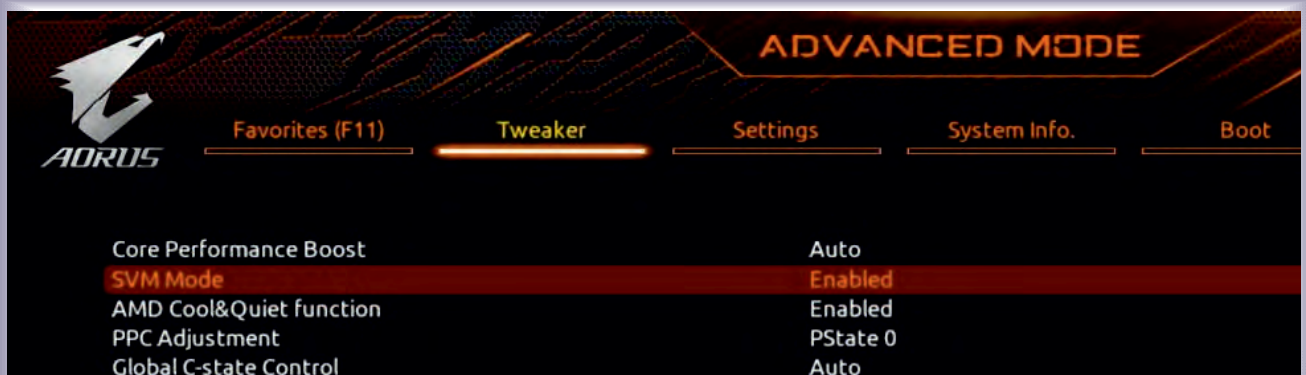 ADVANCED MODE
Favorites (F11) Tweaker Settings System Info. Boot
AORUS
Core Performance Boost Auto
SVM Mode Enabled
AMD Cool&Quiet function Enabled
PPC Adjustment PState 0
Global C-state Control Auto